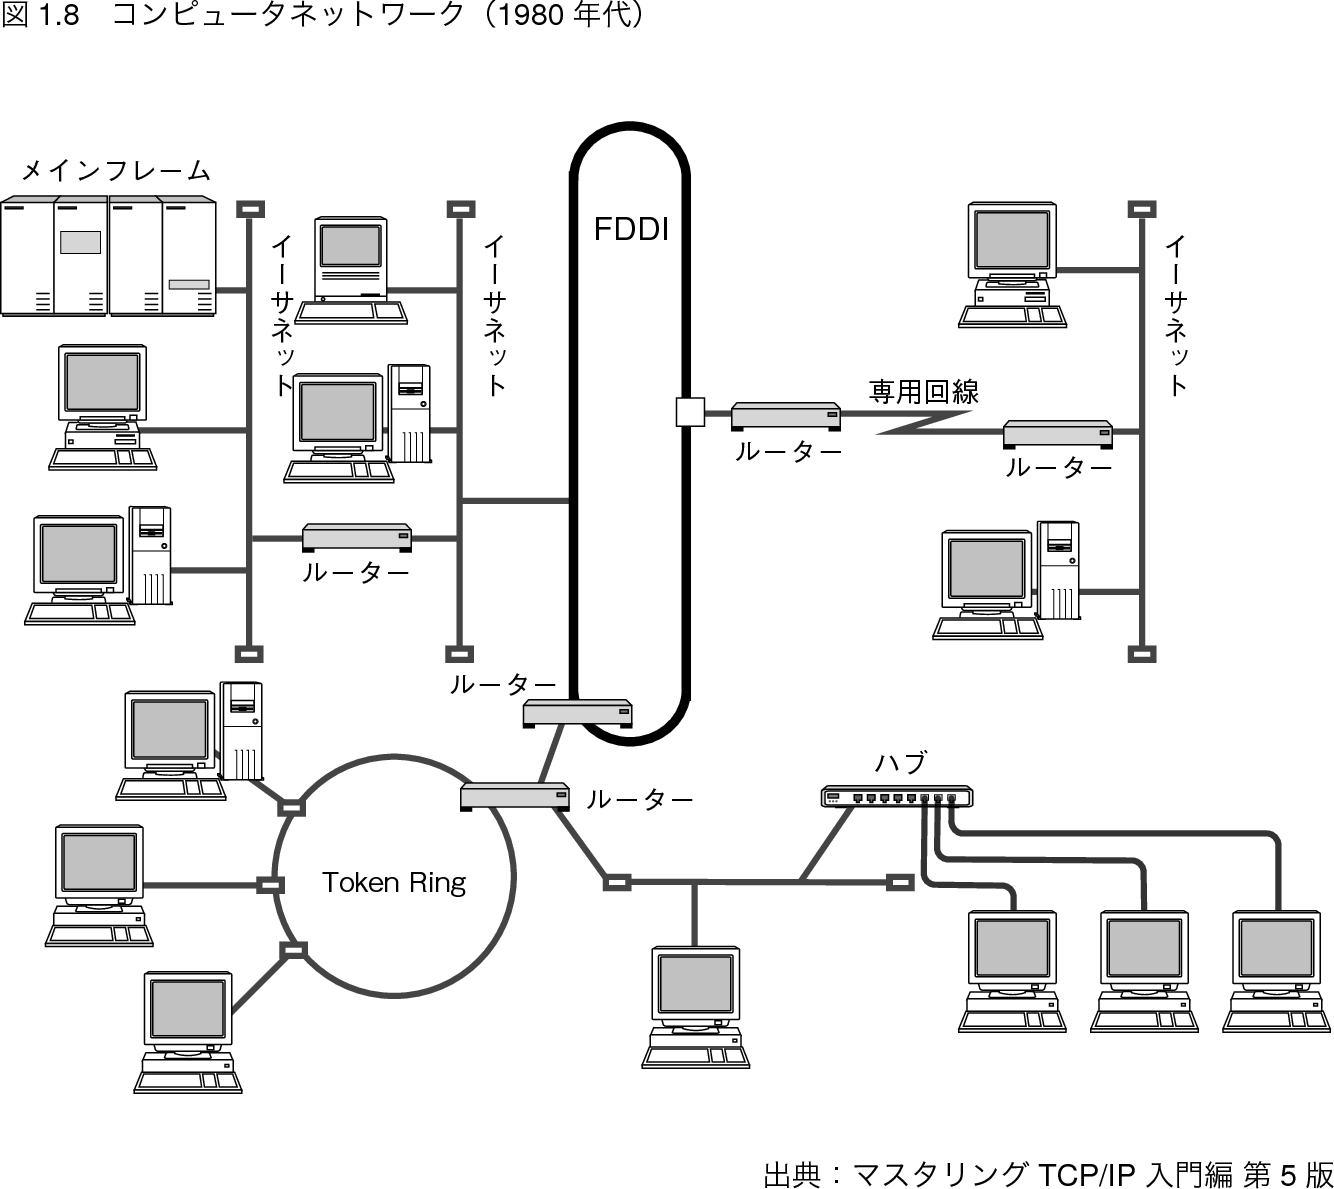 図 1.8　コンピュータネットワーク（1980 年代）
メインフレーム
イーサネット
イーサネット
FDDI
イーサネット
専用回線
ルーター
ルーター
ルーター
ルーター
ハブ
ルーター
Token Ring
出典：マスタリング TCP/IP 入門編 第 5 版